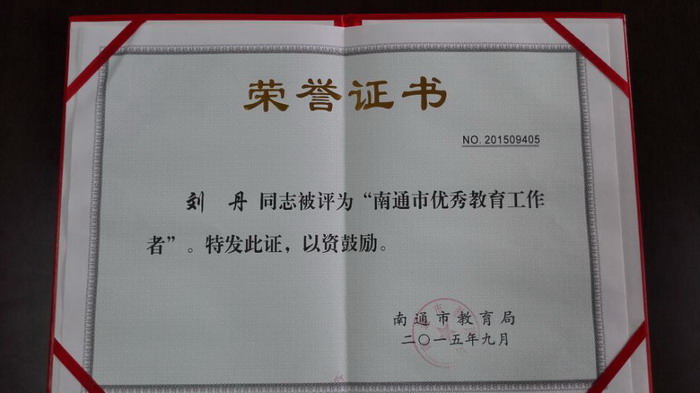 荣誉证书
NO. 201509405
刘 丹 同志被评为“南通市优秀教育工作
者”。特发此证，以资鼓励。
南通市教育局
二〇一五年九月